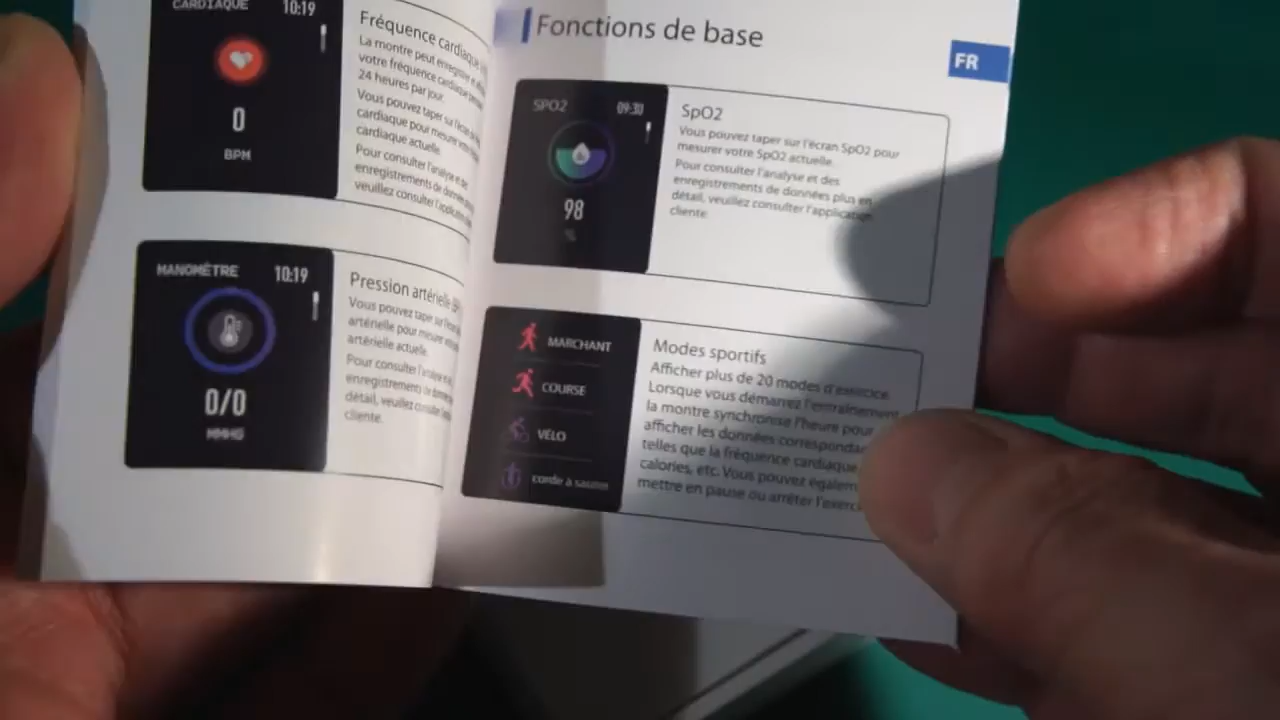 CARDIAQUE 10:19
0
BPM
Fréquence cardiaque
La montre peut enregistrer
votre fréquence cardiaque
24 heures par jour.
Vous pouvez taper sur l'écran
cardiaque pour mesurer votre
cardiaque actuelle.
Pour consulter l'analyse et des
enregistrements de données
veuillez consulter l'application
MANOMÈTRE 10:19
0/0
MMHG
Pression artérielle
Vous pouvez taper sur l'écran
artérielle pour mesurer
artérielle actuelle.
Pour consulter l'analyse
enregistrements de données
détail, veuillez consulter
cliente.
Fonctions de base
FR
SPO2 09:30
98
%
SpO2
Vous pouvez taper sur l'écran SpO2 pour
mesurer votre SpO2 actuelle.
Pour consulter l'analyse et des
enregistrements de données plus en
détail, veuillez consulter l'application
cliente.
MARCHANT
COURSE
VÉLO
corde à sauter
Modes sportifs
Afficher plus de 20 modes d'exercice.
Lorsque vous démarrez l'entraînement,
la montre synchronise l'heure pour
afficher les données correspondan
telles que la fréquence cardiaque
calories, etc. Vous pouvez égalem
mettre en pause ou arrêter l'exerci